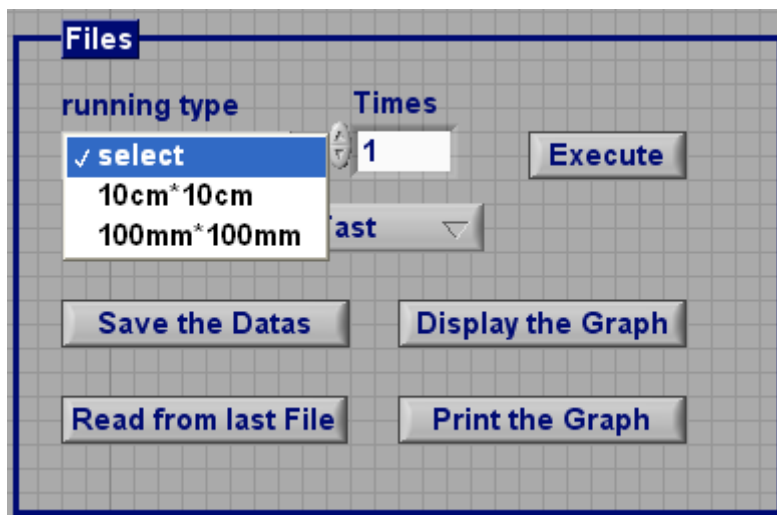 Files
running type
Times
select
1
Execute
10cm*10cm
100mm*100mm
Save the Datas
Display the Graph
Read from last File
Print the Graph